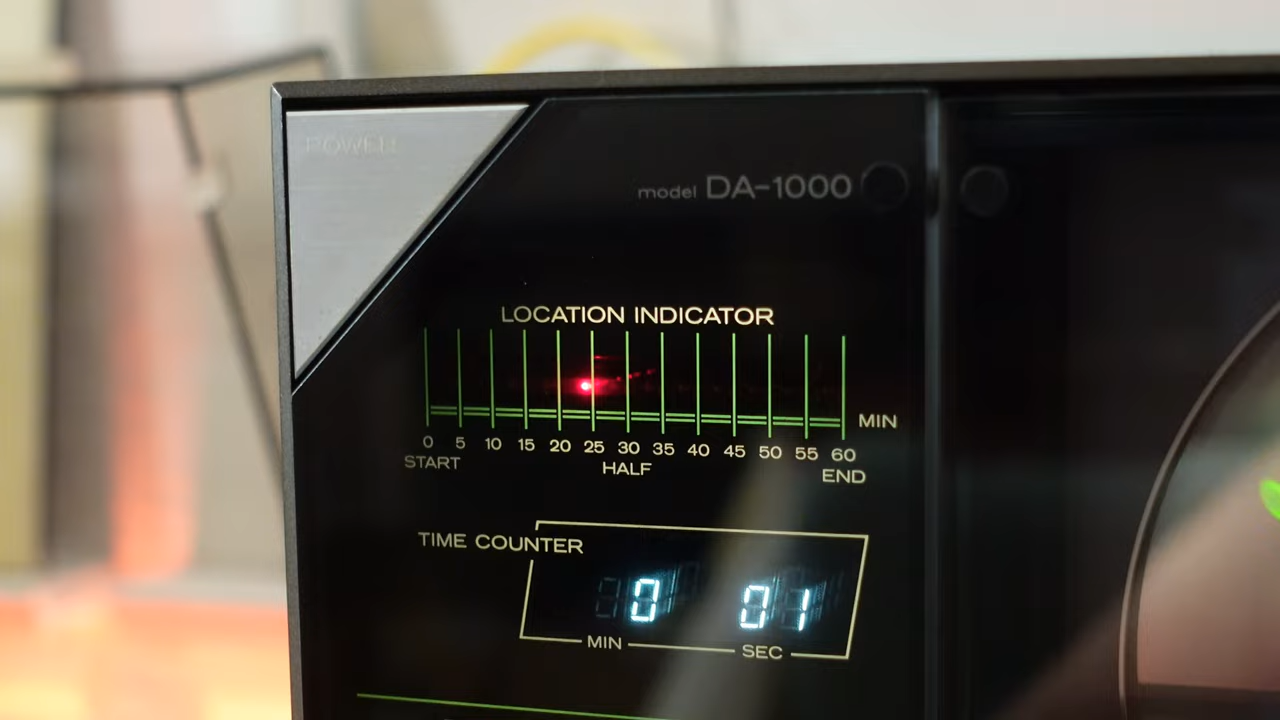 POWER
model DA-1000
LOCATION INDICATOR
0 5 10 15 20 25 30 35 40 45 50 55 60 MIN
START HALF END
TIME COUNTER
0 01
MIN SEC